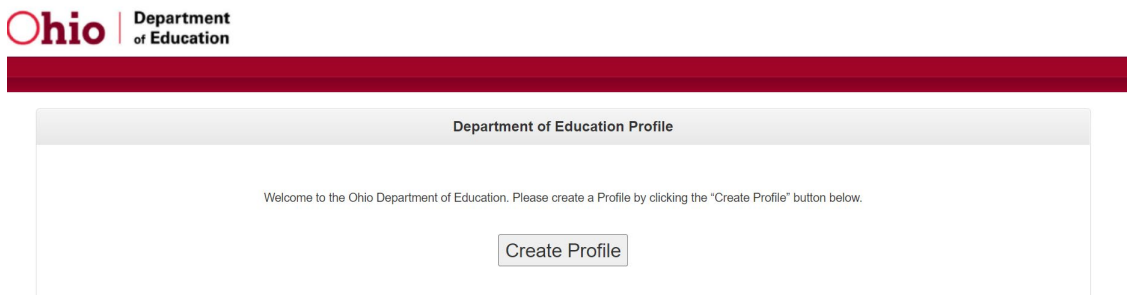 Ohio Department
of Education
Department of Education Profile
Welcome to the Ohio Department of Education. Please create a Profile by clicking the “Create Profile” button below.
Create Profile